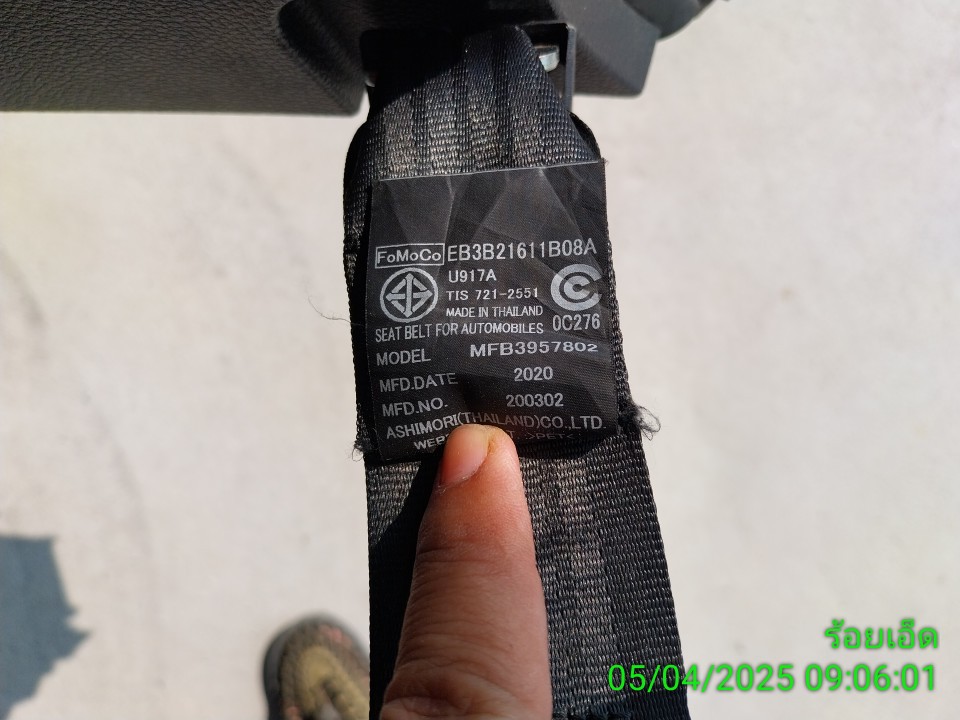 FoMoCo EB3B21611B08A
U917A
TIS 721-2551
MADE IN THAILAND
SEAT BELT FOR AUTOMOBILES 0C276
MODEL MFB3957802
MFD.DATE 2020
MFD.NO. 200302
ASHIMORI(THAILAND)CO.,LTD.
ร้อยเอ็ด
05/04/2025 09:06:01